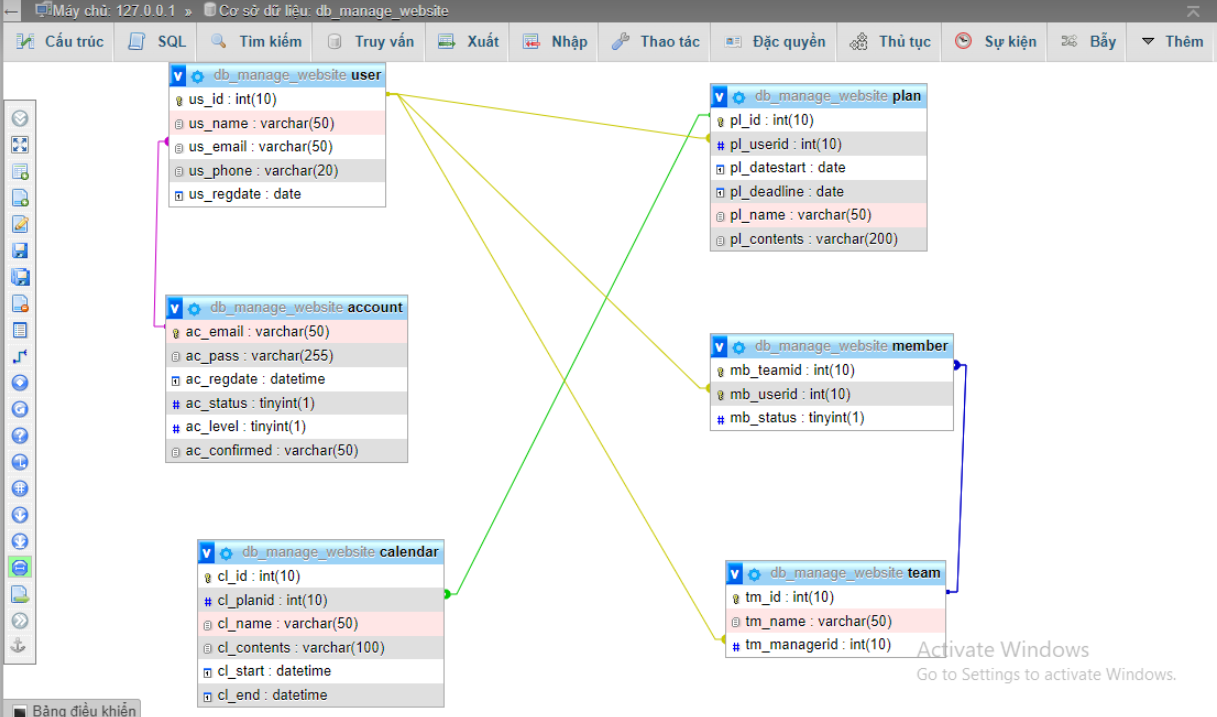 Máy chủ: 127.0.0.1 » Cơ sở dữ liệu: db_manage_website
Cấu trúc SQL Tìm kiếm Truy vấn Xuất Nhập Thao tác Đặc quyền Thủ tục Sự kiện Bẫy Thêm
db_manage_website user
us_id : int(10)
us_name : varchar(50)
us_email : varchar(50)
us_phone : varchar(20)
us_regdate : date
db_manage_website plan
pl_id : int(10)
pl_userid : int(10)
pl_datestart : date
pl_deadline : date
pl_name : varchar(50)
pl_contents : varchar(200)
db_manage_website account
ac_email : varchar(50)
ac_pass : varchar(255)
ac_regdate : datetime
ac_status : tinyint(1)
ac_level : tinyint(1)
ac_confirmed : varchar(50)
db_manage_website member
mb_teamid : int(10)
mb_userid : int(10)
mb_status : tinyint(1)
db_manage_website calendar
cl_id : int(10)
cl_planid : int(10)
cl_name : varchar(50)
cl_contents : varchar(100)
cl_start : datetime
cl_end : datetime
db_manage_website team
tm_id : int(10)
tm_name : varchar(50)
tm_managerid : int(10)
Activate Windows
Go to Settings to activate Windows.
Bảng điều khiển